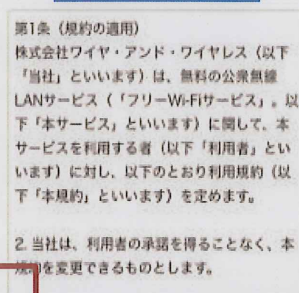 第1条（規約の適用）
株式会社ワイヤ・アンド・ワイヤレス（以下
「当社」といいます）は、無料の公衆無線
LANサービス（「フリーWi-Fiサービス」。以
下「本サービス」といいます）に関して、本
サービスを利用する者（以下「利用者」とい
います）に対し、以下のとおり利用規約（以
下「本規約」といいます）を定めます。
2. 当社は、利用者の承諾を得ることなく、本
規約を変更できるものとします。